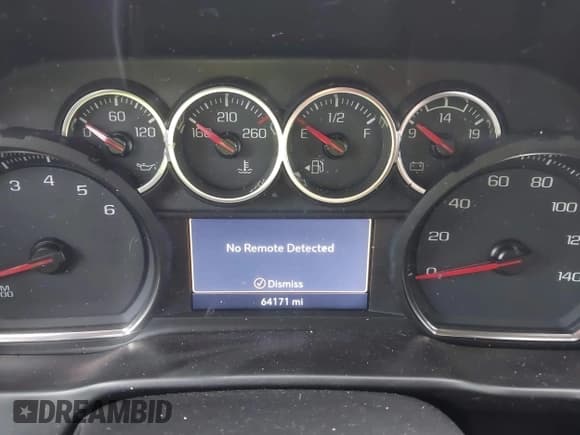 60
0 120
210
160 260
1/2
E F
14
9 19
3 4 5 6
No Remote Detected
Dismiss
64171 mi
0 20 40 60 80 100 140
DREAMBID